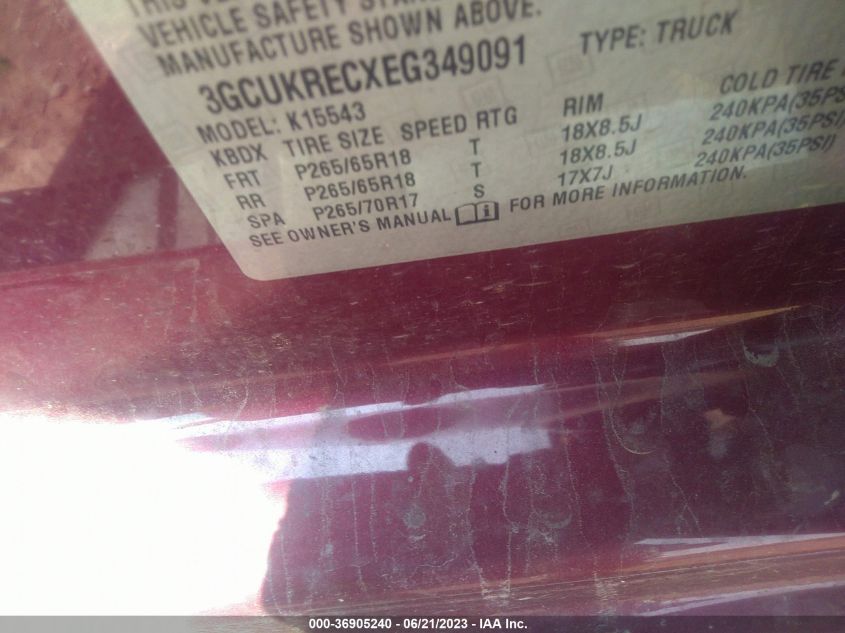 VEHICLE SAFETY STAN
MANUFACTURE SHOWN ABOVE.
3GCUKRECXEG349091 TYPE: TRUCK
MODEL: K15543
KBDX TIRE SIZE SPEED RTG RIM COLD TIRE
FRT P265/65R18 T 18X8.5J 240KPA(35PSI)
RR P265/65R18 T 18X8.5J 240KPA(35PSI)
SPA P265/70R17 S 17X7J 240KPA(35PSI)
SEE OWNER'S MANUAL FOR MORE INFORMATION.
000-36905240 - 06/21/2023 - IAA Inc.